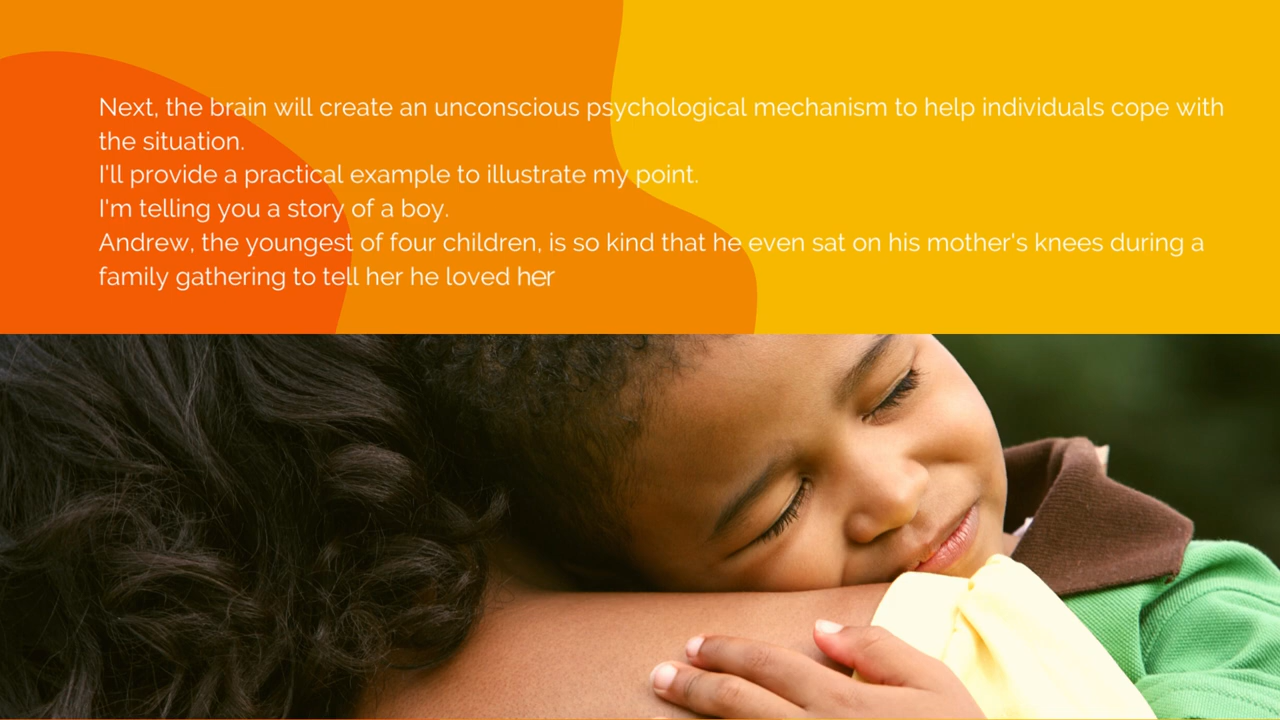 Next, the brain will create an unconscious psychological mechanism to help individuals cope with
the situation.
I'll provide a practical example to illustrate my point.
I'm telling you a story of a boy.
Andrew, the youngest of four children, is so kind that he even sat on his mother's knees during a
family gathering to tell her he loved her